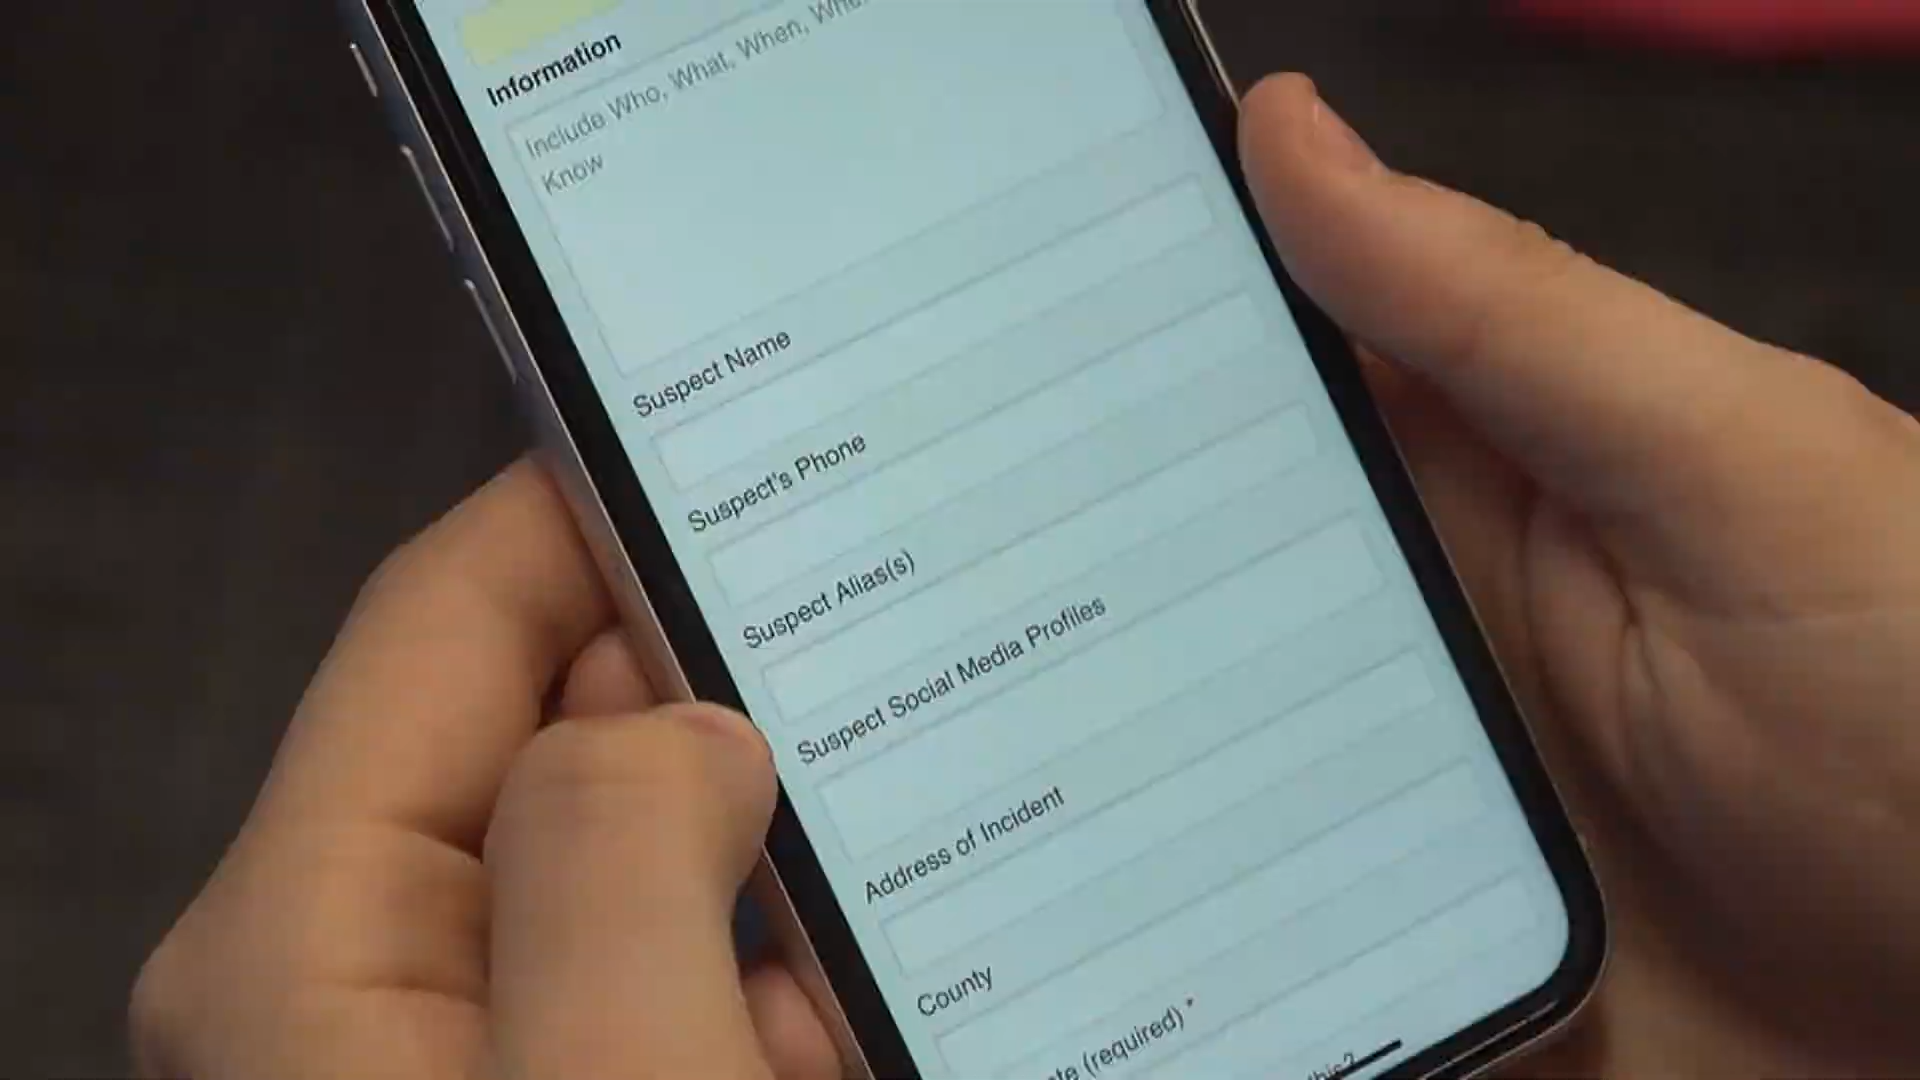 Information
Include Who, What, When,
Know
Suspect Name
Suspect's Phone
Suspect Alias(s)
Suspect Social Media Profiles
Address of Incident
County
(required) *
this?